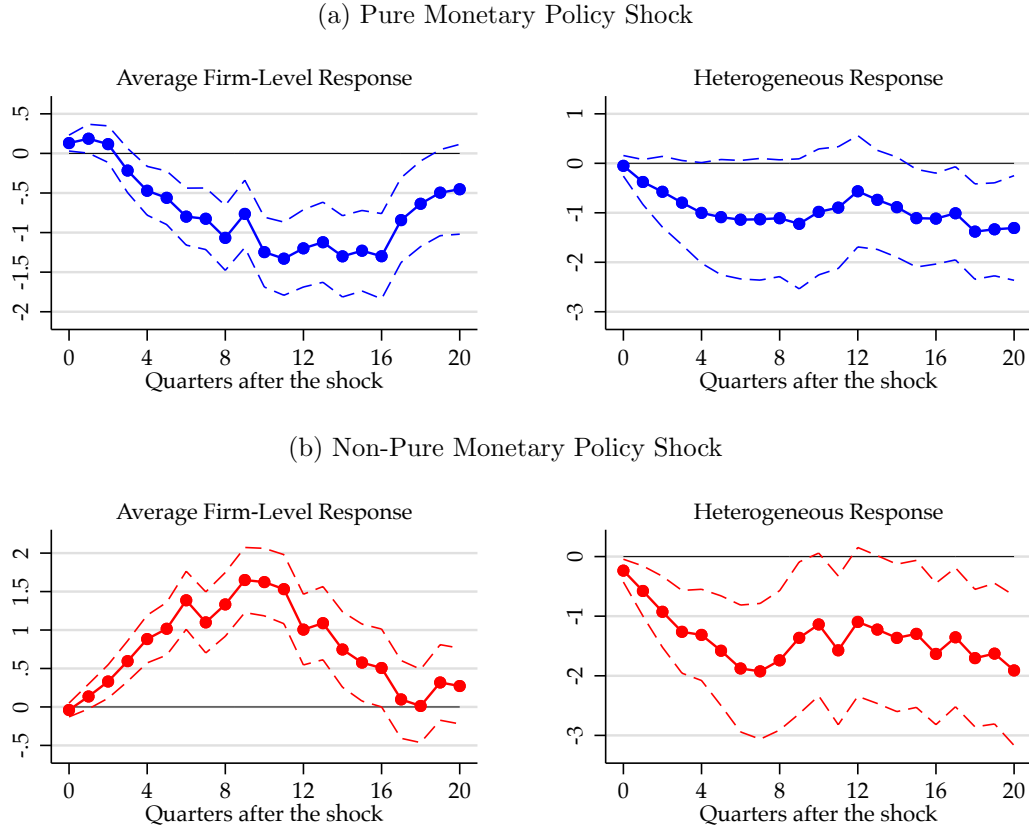 (a) Pure Monetary Policy Shock
Average Firm-Level Response
.5
0
-.5
-1
-1.5
-2
0 4 8 12 16 20
Quarters after the shock
Heterogeneous Response
1
0
-1
-2
-3
0 4 8 12 16 20
Quarters after the shock
(b) Non-Pure Monetary Policy Shock
Average Firm-Level Response
2
1.5
1
.5
0
-.5
0 4 8 12 16 20
Quarters after the shock
Heterogeneous Response
0
-1
-2
-3
0 4 8 12 16 20
Quarters after the shock